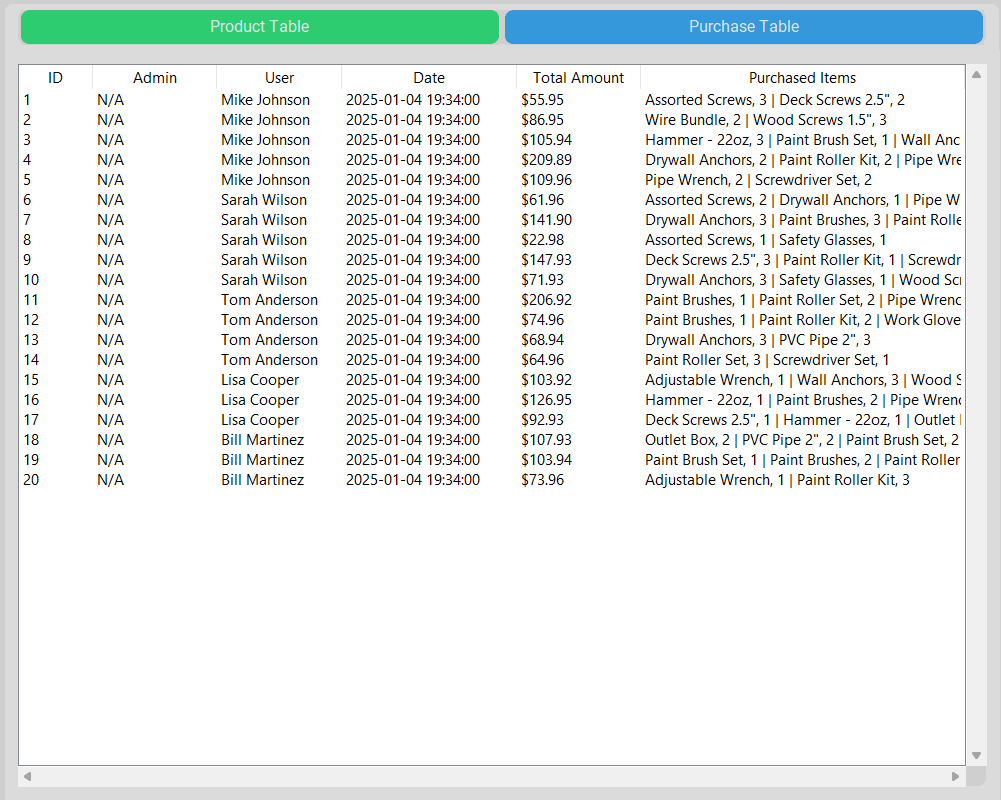 Product Table Purchase Table
ID Admin User Date Total Amount Purchased Items
1 N/A Mike Johnson 2025-01-04 19:34:00 $55.95 Assorted Screws, 3 | Deck Screws 2.5", 2
2 N/A Mike Johnson 2025-01-04 19:34:00 $86.95 Wire Bundle, 2 | Wood Screws 1.5", 3
3 N/A Mike Johnson 2025-01-04 19:34:00 $105.94 Hammer - 22oz, 3 | Paint Brush Set, 1 | Wall Anc
4 N/A Mike Johnson 2025-01-04 19:34:00 $209.89 Drywall Anchors, 2 | Paint Roller Kit, 2 | Pipe Wre
5 N/A Mike Johnson 2025-01-04 19:34:00 $109.96 Pipe Wrench, 2 | Screwdriver Set, 2
6 N/A Sarah Wilson 2025-01-04 19:34:00 $61.96 Assorted Screws, 2 | Drywall Anchors, 1 | Pipe W
7 N/A Sarah Wilson 2025-01-04 19:34:00 $141.90 Drywall Anchors, 3 | Paint Brushes, 3 | Paint Rolle
8 N/A Sarah Wilson 2025-01-04 19:34:00 $22.98 Assorted Screws, 1 | Safety Glasses, 1
9 N/A Sarah Wilson 2025-01-04 19:34:00 $147.93 Deck Screws 2.5", 3 | Paint Roller Kit, 1 | Screwdr
10 N/A Sarah Wilson 2025-01-04 19:34:00 $71.93 Drywall Anchors, 3 | Safety Glasses, 1 | Wood Scr
11 N/A Tom Anderson 2025-01-04 19:34:00 $206.92 Paint Brushes, 1 | Paint Roller Set, 2 | Pipe Wrenc
12 N/A Tom Anderson 2025-01-04 19:34:00 $74.96 Paint Brushes, 1 | Paint Roller Kit, 2 | Work Glove
13 N/A Tom Anderson 2025-01-04 19:34:00 $68.94 Drywall Anchors, 3 | PVC Pipe 2", 3
14 N/A Tom Anderson 2025-01-04 19:34:00 $64.96 Paint Roller Set, 3 | Screwdriver Set, 1
15 N/A Lisa Cooper 2025-01-04 19:34:00 $103.92 Adjustable Wrench, 1 | Wall Anchors, 3 | Wood S
16 N/A Lisa Cooper 2025-01-04 19:34:00 $126.95 Hammer - 22oz, 1 | Paint Brushes, 2 | Pipe Wrenc
17 N/A Lisa Cooper 2025-01-04 19:34:00 $92.93 Deck Screws 2.5", 1 | Hammer - 22oz, 1 | Outlet
18 N/A Bill Martinez 2025-01-04 19:34:00 $107.93 Outlet Box, 2 | PVC Pipe 2", 2 | Paint Brush Set, 2
19 N/A Bill Martinez 2025-01-04 19:34:00 $103.94 Paint Brush Set, 1 | Paint Brushes, 2 | Paint Roller
20 N/A Bill Martinez 2025-01-04 19:34:00 $73.96 Adjustable Wrench, 1 | Paint Roller Kit, 3